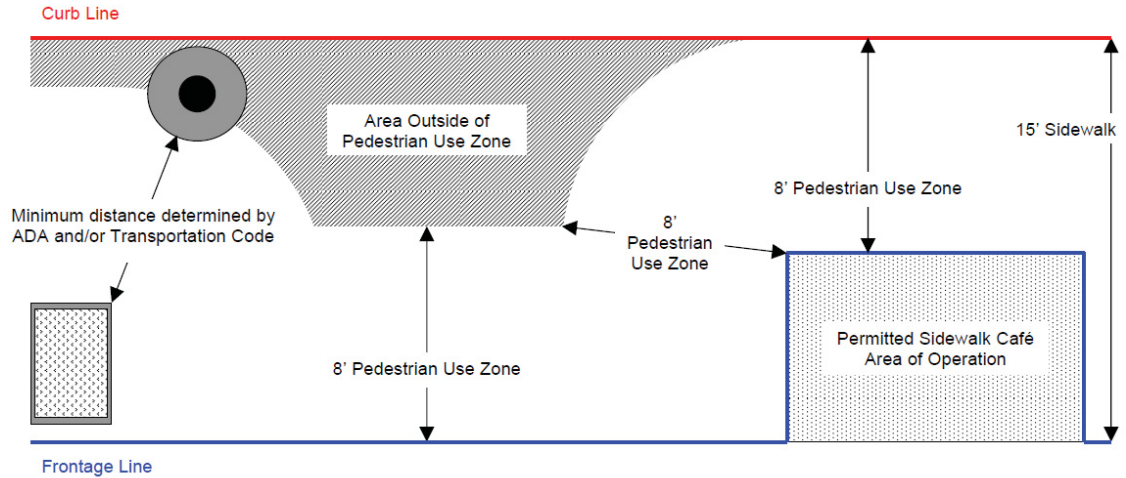 Curb Line
Area Outside of
Pedestrian Use Zone
15’ Sidewalk
8’ Pedestrian Use Zone
Minimum distance determined by
ADA and/or Transportation Code
8’
Pedestrian
Use Zone
8’ Pedestrian Use Zone
Permitted Sidewalk Café
Area of Operation
Frontage Line